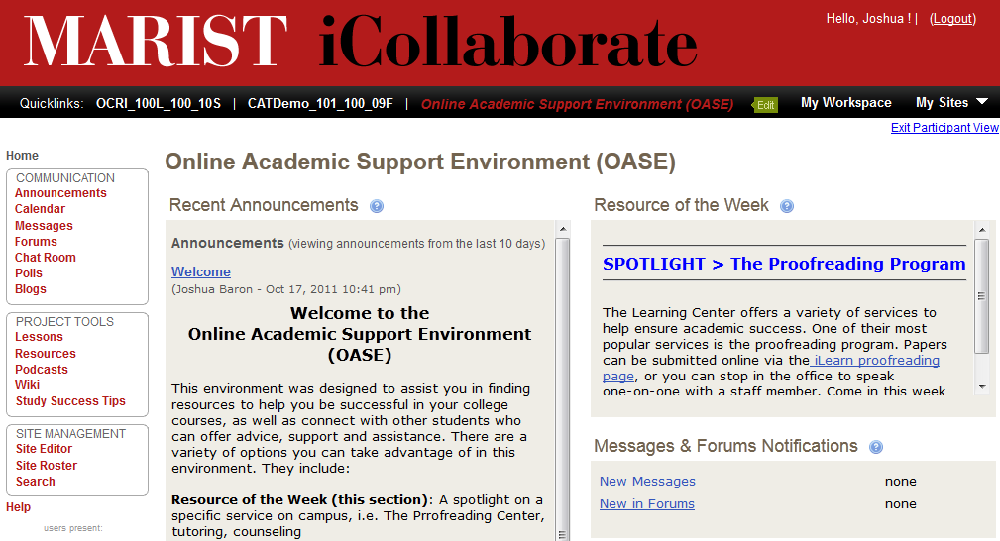 MARIST iCollaborate
Hello, Joshua ! | (Logout)
Quicklinks: OCRI_100L_100_10S | CATDemo_101_100_09F | Online Academic Support Environment (OASE) Edit My Workspace My Sites
Exit Participant View
Home
COMMUNICATION
Announcements
Calendar
Messages
Forums
Chat Room
Polls
Blogs
PROJECT TOOLS
Lessons
Resources
Podcasts
Wiki
Study Success Tips
SITE MANAGEMENT
Site Editor
Site Roster
Search
Help
users present:
Online Academic Support Environment (OASE)
Recent Announcements ?
Announcements (viewing announcements from the last 10 days)
Welcome
(Joshua Baron - Oct 17, 2011 10:41 pm)
Welcome to the
Online Academic Support Environment
(OASE)
This environment was designed to assist you in finding
resources to help you be successful in your college
courses, as well as connect with other students who
can offer advice, support and assistance. There are a
variety of options you can take advantage of in this
environment. They include:
Resource of the Week (this section): A spotlight on a
specific service on campus, i.e. The Prrofreading Center,
tutoring, counseling
Resource of the Week ?
SPOTLIGHT > The Proofreading Program
The Learning Center offers a variety of services to
help ensure academic success. One of their most
popular services is the proofreading program. Papers
can be submitted online via the iLearn proofreading
page, or you can stop in the office to speak
one-on-one with a staff member. Come in this week
Messages & Forums Notifications ?
New Messages none
New in Forums none